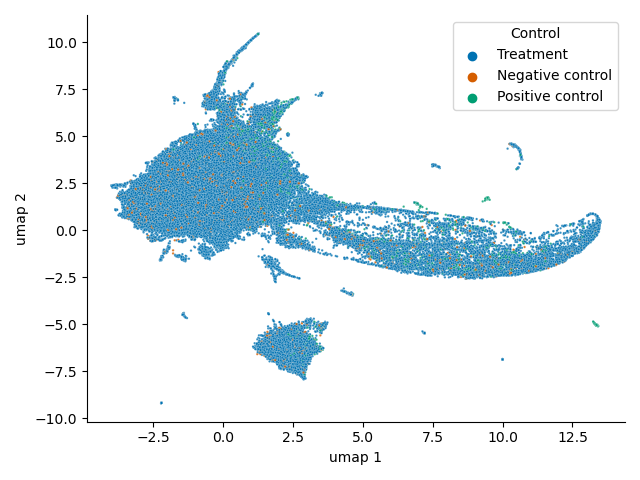 Control
Treatment
Negative control
Positive control
10.0
7.5
5.0
2.5
0.0
−2.5
−5.0
−7.5
−10.0
umap 2
−2.5 0.0 2.5 5.0 7.5 10.0 12.5
umap 1